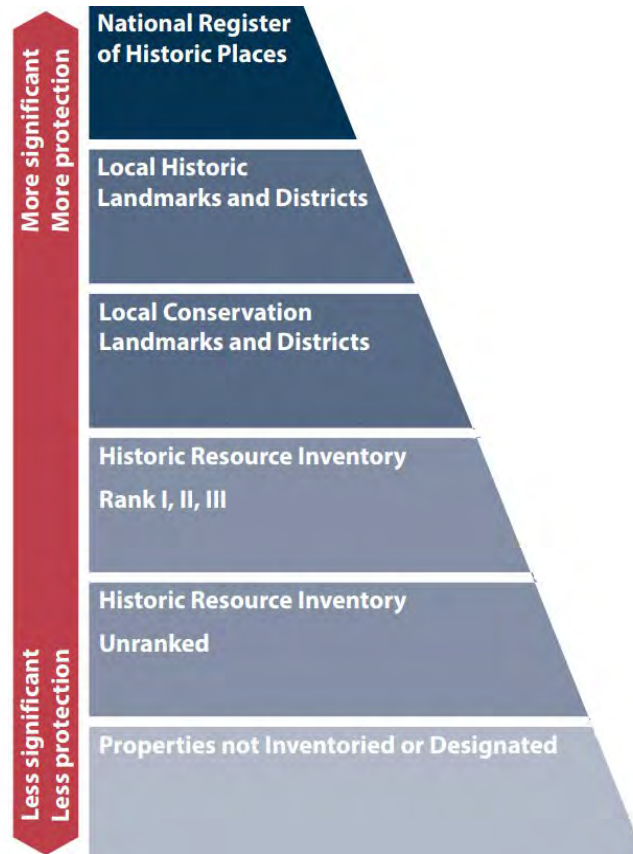 More significant
More protection
National Register
of Historic Places
Local Historic
Landmarks and Districts
Local Conservation
Landmarks and Districts
Historic Resource Inventory
Rank I, II, III
Historic Resource Inventory
Unranked
Less significant
Less protection
Properties not Inventoried or Designated